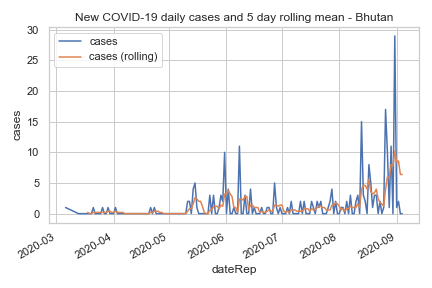 New COVID-19 daily cases and 5 day rolling mean - Bhutan
cases
cases (rolling)
30
25
20
15
10
5
0
cases
2020-03
2020-04
2020-05
2020-06
2020-07
2020-08
2020-09
dateRep